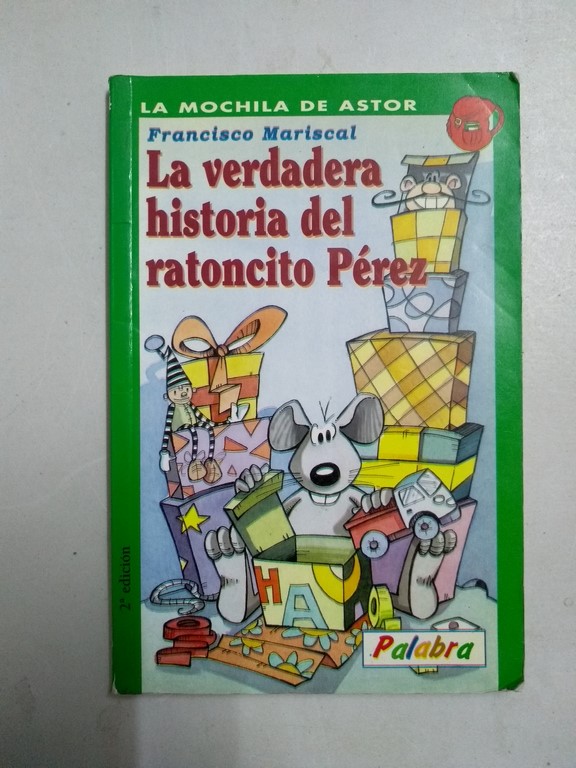 LA MOCHILA DE ASTOR
Francisco Mariscal
La verdadera
historia del
ratoncito Pérez
2ª edición
HA
Palabra